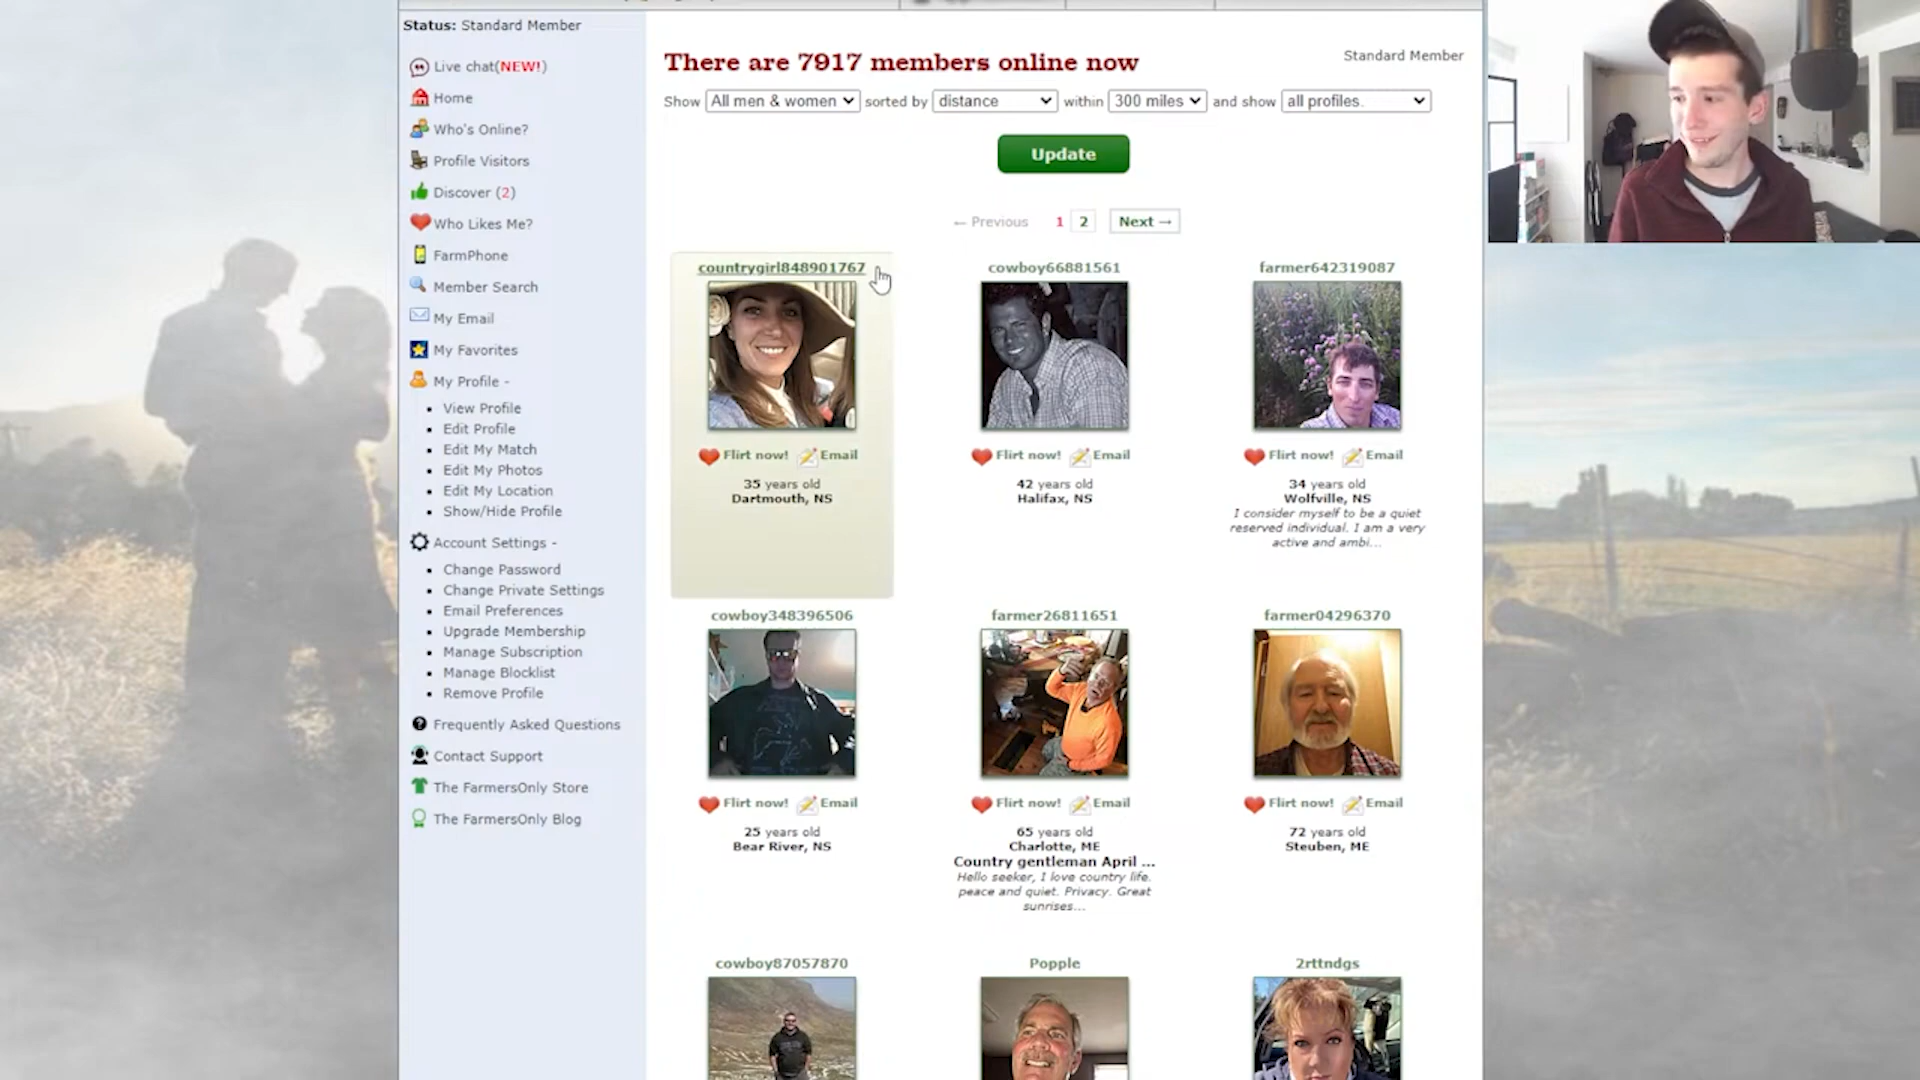 Status: Standard Member
Live chat(NEW!)
Home
Who's Online?
Profile Visitors
Discover (2)
Who Likes Me?
FarmPhone
Member Search
My Email
My Favorites
My Profile -
View Profile
Edit Profile
Edit My Match
Edit My Photos
Edit My Location
Show/Hide Profile
Account Settings -
Change Password
Change Private Settings
Email Preferences
Upgrade Membership
Manage Subscription
Manage Blocklist
Remove Profile
Frequently Asked Questions
Contact Support
The FarmersOnly Store
The FarmersOnly Blog
There are 7917 members online now
Standard Member
Show All men & women sorted by distance within 300 miles and show all profiles.
Update
← Previous 1 2 Next →
countrygirl848901767
Flirt now! Email
35 years old
Dartmouth, NS
cowboy66881561
Flirt now! Email
42 years old
Halifax, NS
farmer642319087
Flirt now! Email
34 years old
Wolfville, NS
I consider myself to be a quiet
reserved individual. I am a very
active and ambi...
cowboy348396506
Flirt now! Email
25 years old
Bear River, NS
farmer26811651
Flirt now! Email
65 years old
Charlotte, ME
Country gentleman April ...
Hello seeker, I love country life.
peace and quiet. Privacy. Great
sunrises...
farmer04296370
Flirt now! Email
72 years old
Steuben, ME
cowboy87057870
Popple
2rttndgs